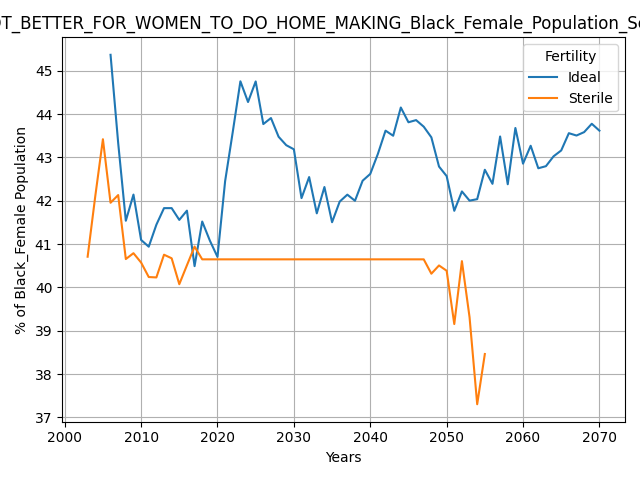 T_BETTER_FOR_WOMEN_TO_DO_HOME_MAKING_Black_Female_Population_S
Fertility
Ideal
Sterile
% of Black_Female Population
45
44
43
42
41
40
39
38
37
2000
2010
2020
2030
2040
2050
2060
2070
Years